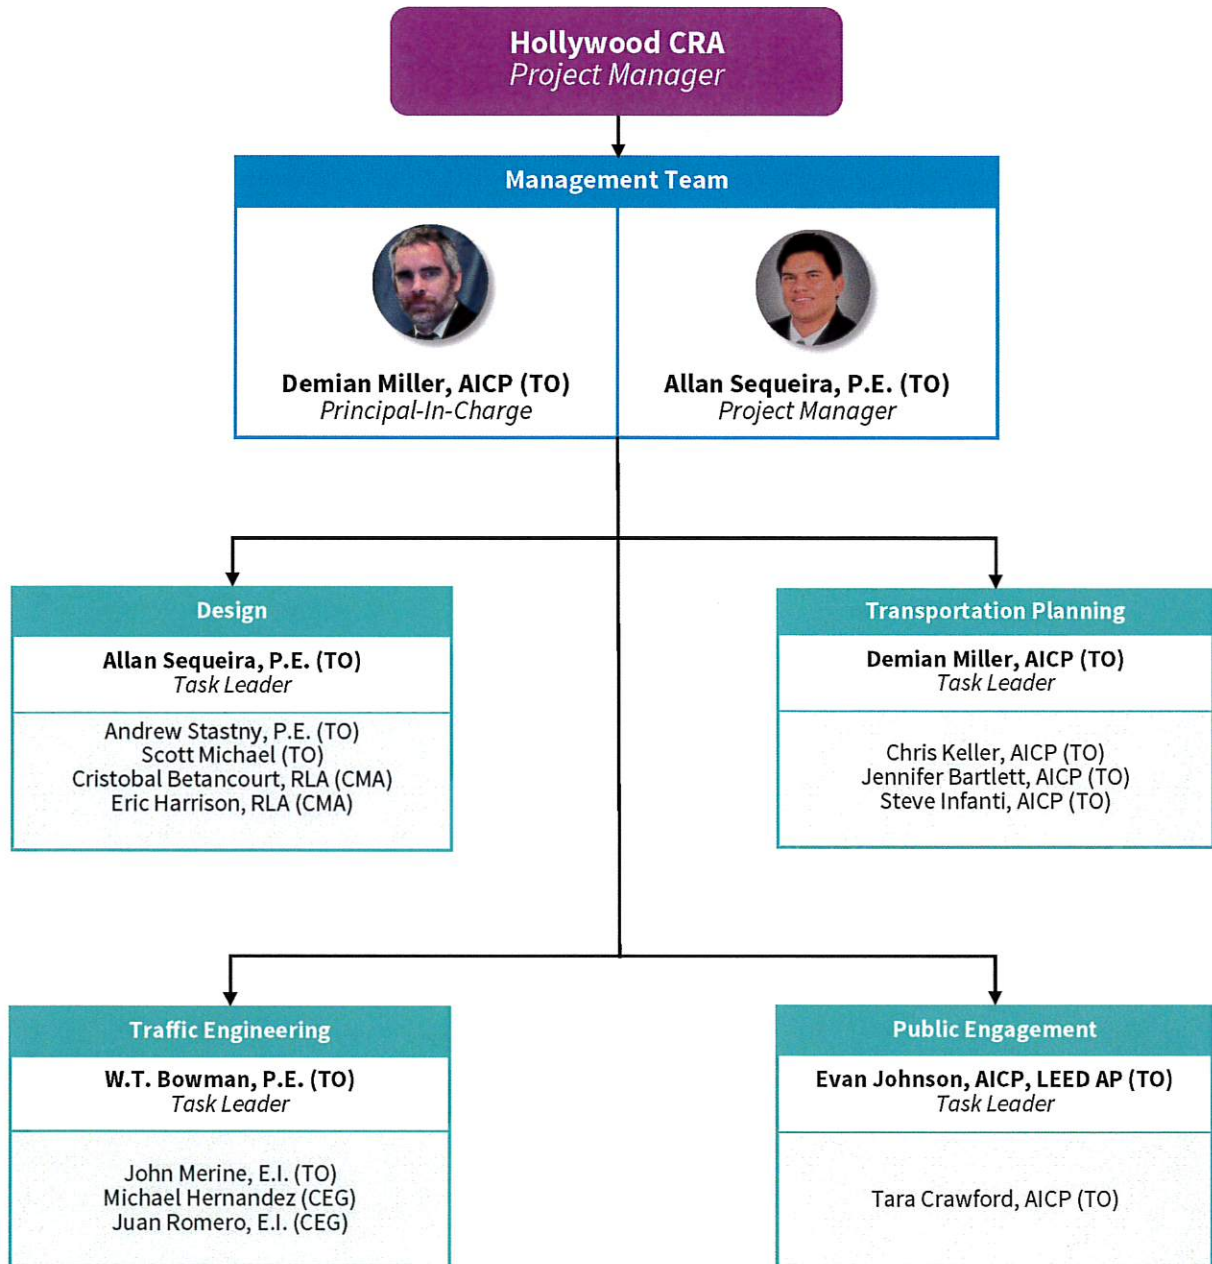 Hollywood CRA
Project Manager
Management Team
Demian Miller, AICP (TO)
Principal-In-Charge
Allan Sequeira, P.E. (TO)
Project Manager
Design
Allan Sequeira, P.E. (TO)
Task Leader
Andrew Stastny, P.E. (TO)
Scott Michael (TO)
Cristobal Betancourt, RLA (CMA)
Eric Harrison, RLA (CMA)
Transportation Planning
Demian Miller, AICP (TO)
Task Leader
Chris Keller, AICP (TO)
Jennifer Bartlett, AICP (TO)
Steve Infanti, AICP (TO)
Traffic Engineering
W.T. Bowman, P.E. (TO)
Task Leader
John Merine, E.I. (TO)
Michael Hernandez (CEG)
Juan Romero, E.I. (CEG)
Public Engagement
Evan Johnson, AICP, LEED AP (TO)
Task Leader
Tara Crawford, AICP (TO)